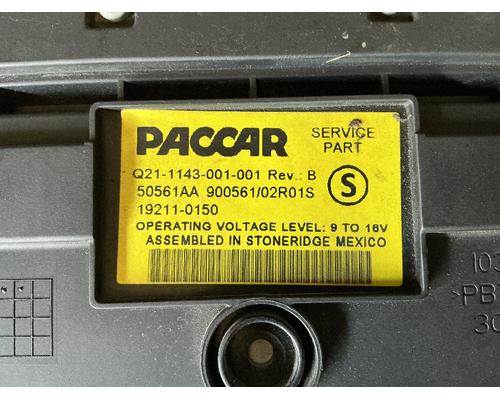 PACCAR
SERVICE
PART
Q21-1143-001-001 Rev.: B
50561AA 900561/02R01S
S
19211-0150
OPERATING VOLTAGE LEVEL: 9 TO 16V
ASSEMBLED IN STONERIDGE MEXICO